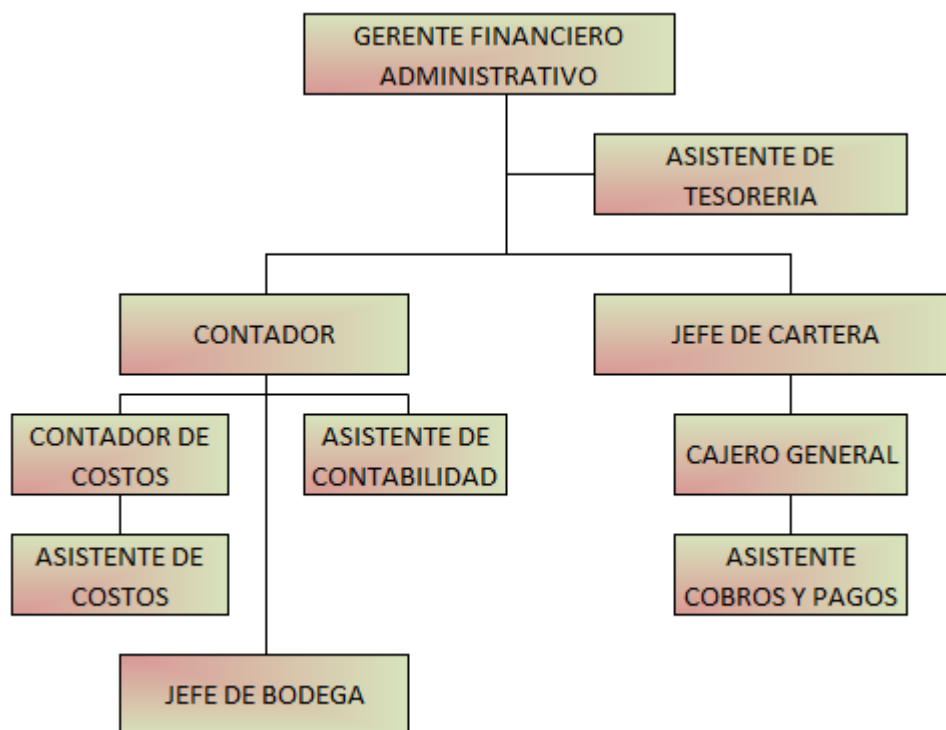 GERENTE FINANCIERO
ADMINISTRATIVO
ASISTENTE DE
TESORERIA
CONTADOR
JEFE DE CARTERA
CONTADOR DE
COSTOS
ASISTENTE DE
CONTABILIDAD
CAJERO GENERAL
ASISTENTE DE
COSTOS
ASISTENTE
COBROS Y PAGOS
JEFE DE BODEGA